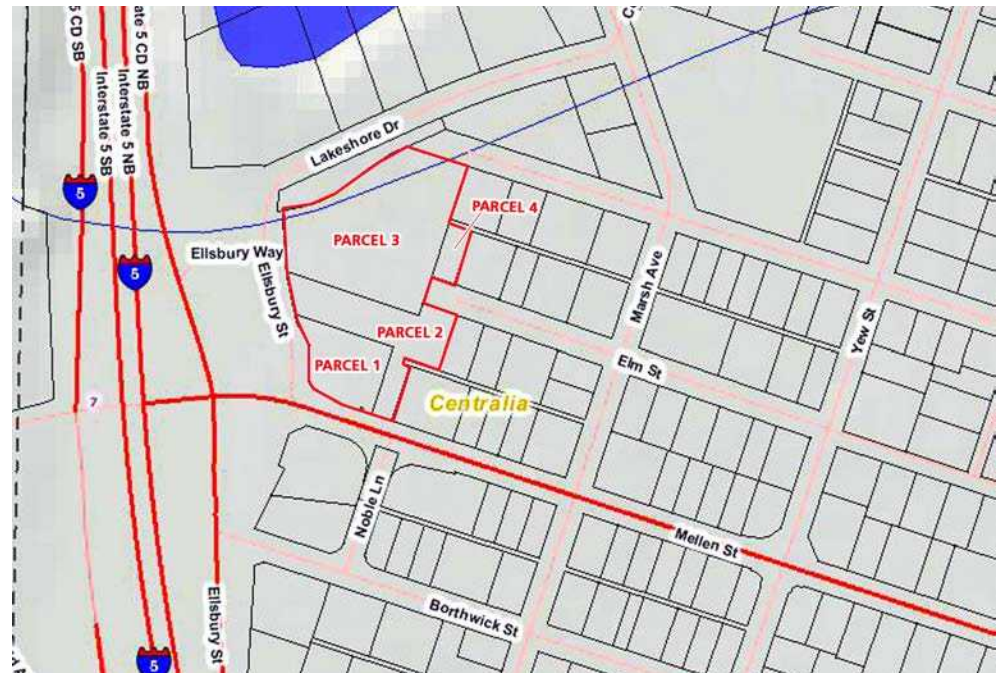 5 CD SB
Interstate 5 SB
Interstate 5 NB
5 CD NB
5
5
Lakeshore Dr
Ellsbury Way
Ellsbury St
PARCEL 3
PARCEL 4
PARCEL 2
PARCEL 1
Centralia
Marsh Ave
Elm St
Yew St
7
Noble Ln
Mellen St
Borthwick St
Ellsbury St
5